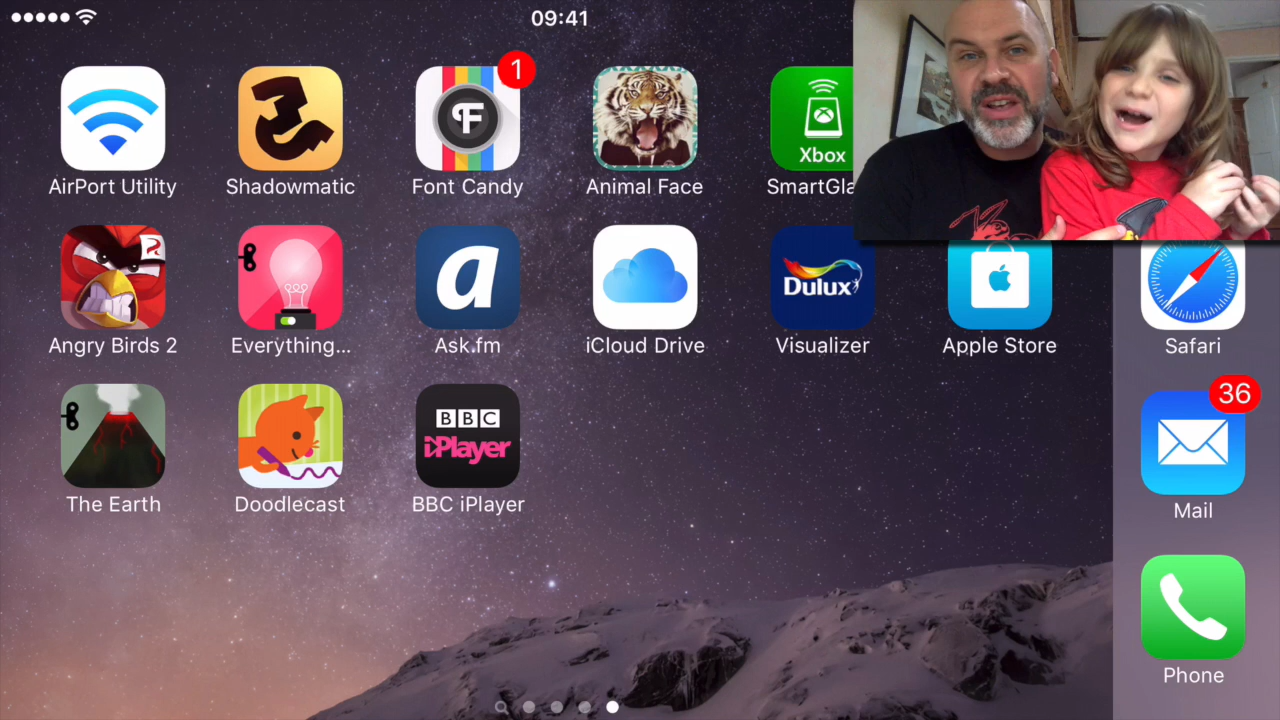 09:41
1
Xbox
AirPort Utility
Shadowmatic
Font Candy
Animal Face
SmartGla
Angry Birds 2
Everything...
a
Ask.fm
iCloud Drive
Dulux
Visualizer
Apple Store
Safari
36
BBC
iPlayer
The Earth
Doodlecast
BBC iPlayer
Mail
Phone